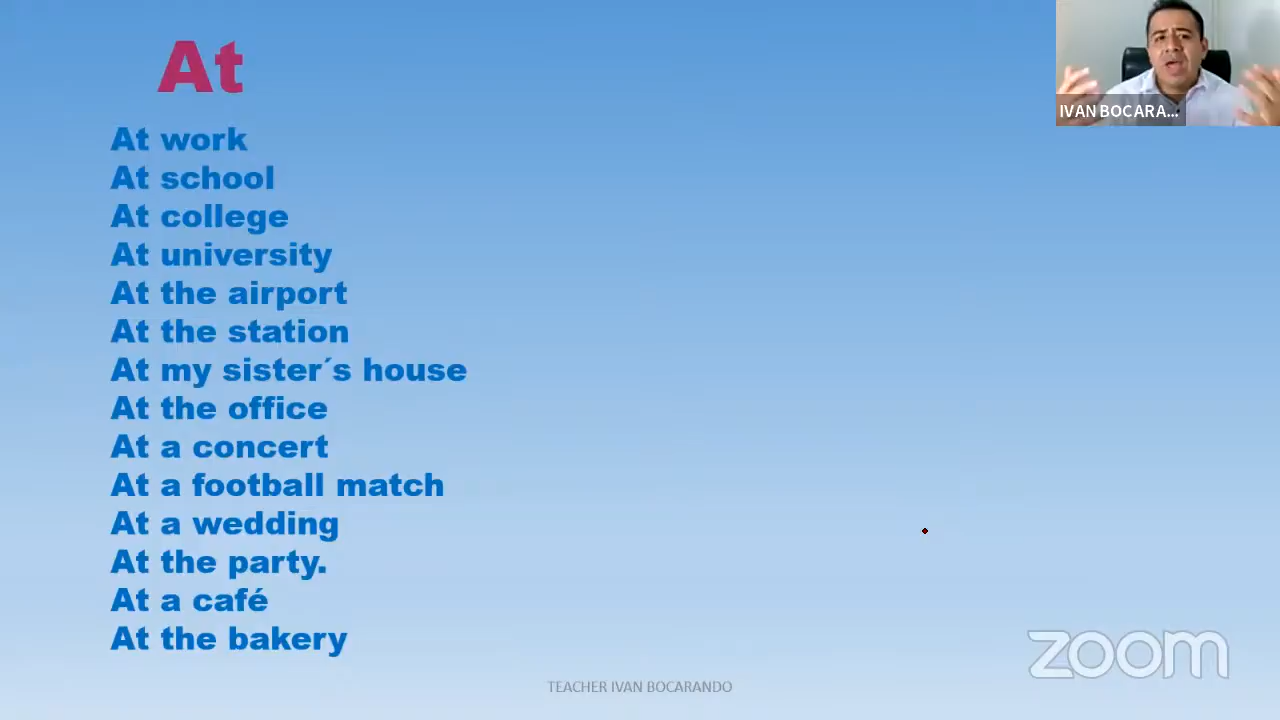 At
IVAN BOCARA...
At work
At school
At college
At university
At the airport
At the station
At my sister´s house
At the office
At a concert
At a football match
At a wedding
At the party.
At a café
At the bakery
zoom
TEACHER IVAN BOCARANDO